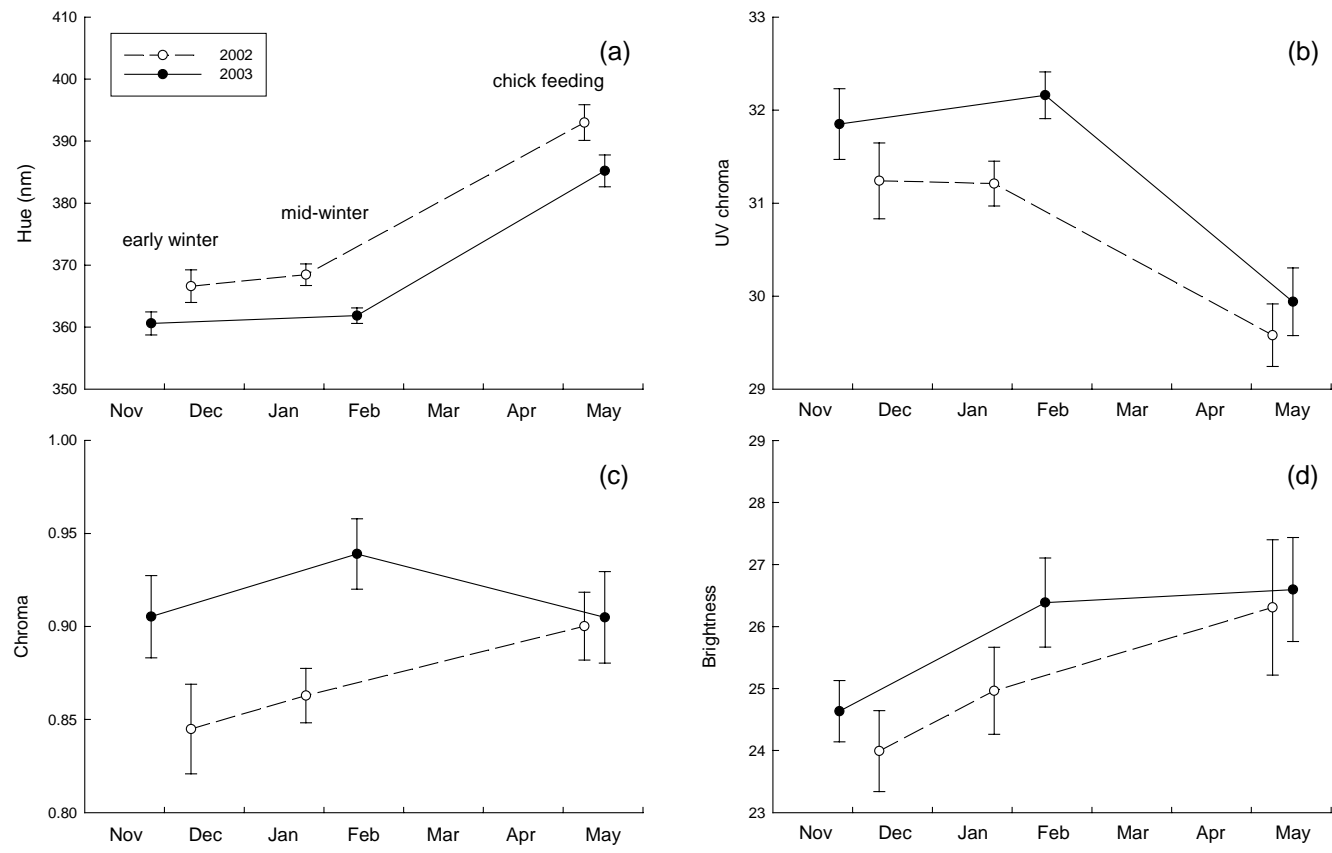 410
400
390
380
370
360
350
Hue (nm)
2002
2003
(a)
early winter
mid-winter
chick feeding
Nov Dec Jan Feb Mar Apr May
33
32
31
30
29
UV chroma
(b)
Nov Dec Jan Feb Mar Apr May
1.00
0.95
0.90
0.85
0.80
Chroma
(c)
Nov Dec Jan Feb Mar Apr May
29
28
27
26
25
24
23
Brightness
(d)
Nov Dec Jan Feb Mar Apr May